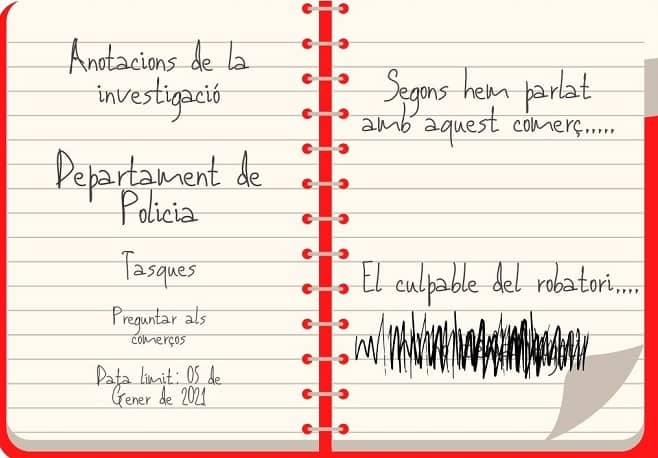 Anotacions de la
investigació
Departament de
Policia
Tasques
Preguntar als
comerços
Data límit: 05 de
Gener de 2021
Segons hem parlat
amb aquest comerç.....
El culpable del robatori....